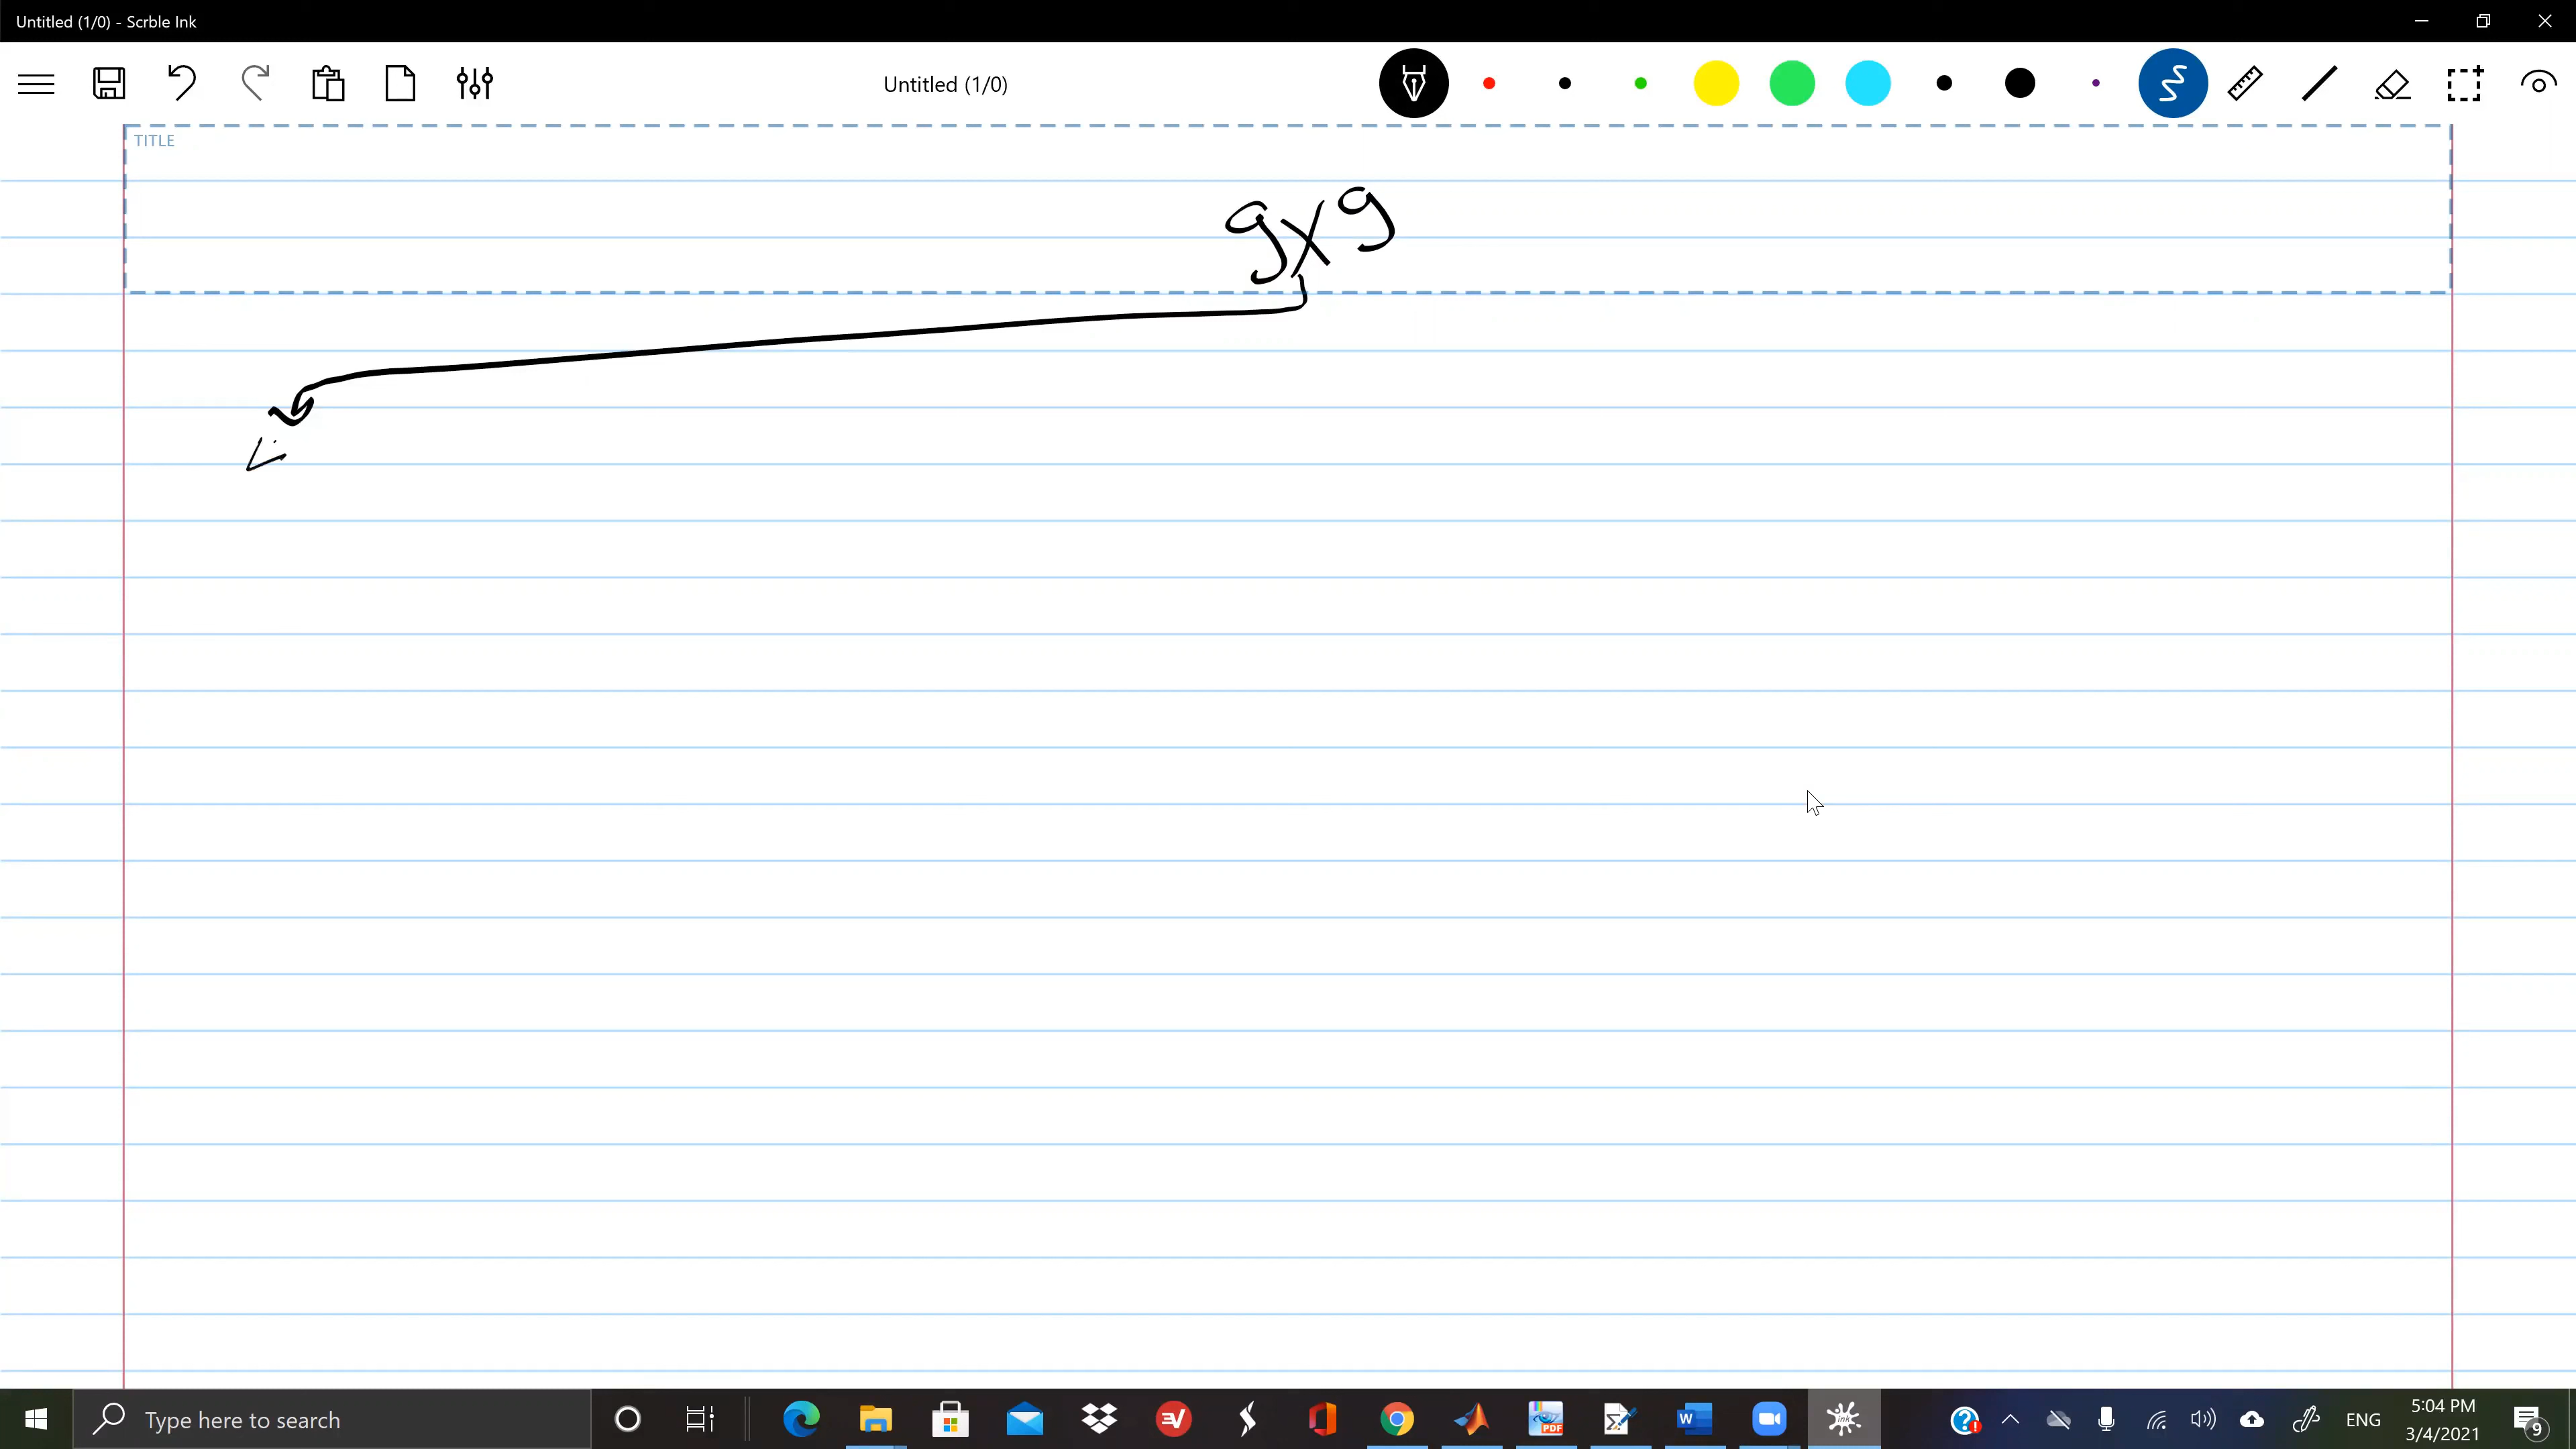 Untitled (1/0) - Scrble Ink
Untitled (1/0)
TITLE
9x9
Type here to search
ENG
5:04 PM
3/4/2021
9